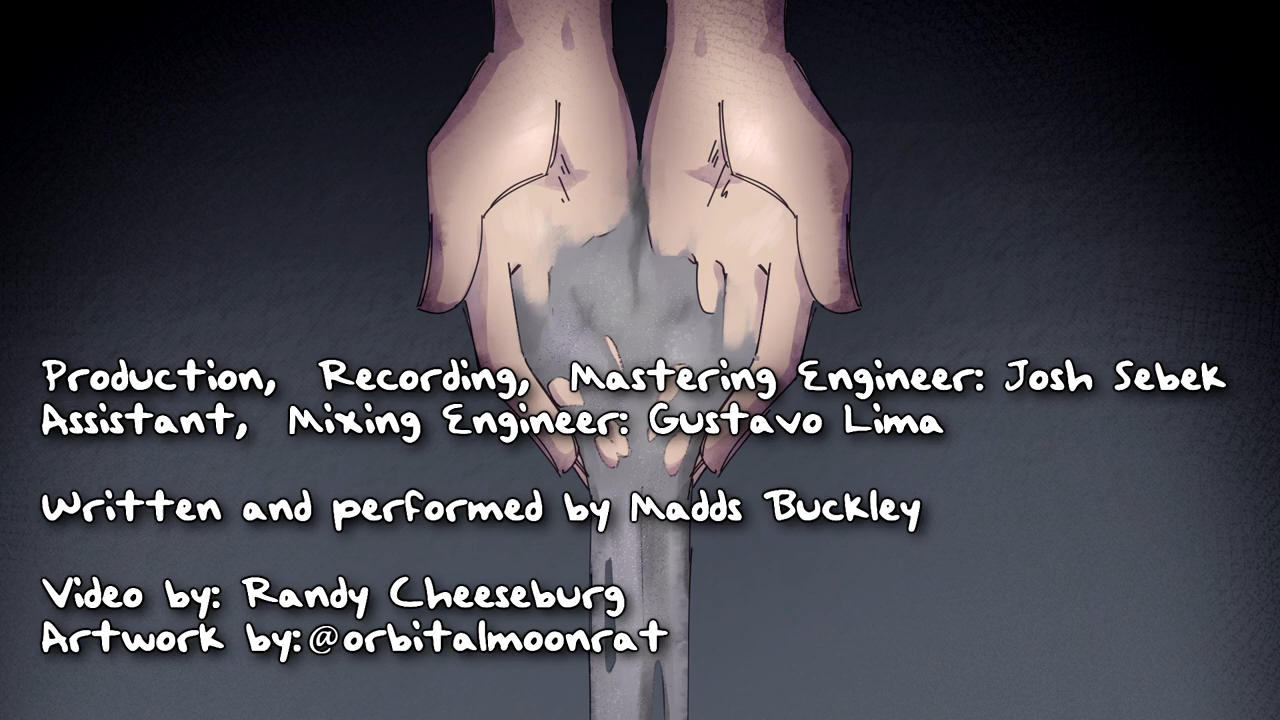 Production, Recording, Mastering Engineer: Josh Sebek
Assistant, Mixing Engineer: Gustavo Lima
Written and performed by Madds Buckley
Video by: Randy Cheeseburg
Artwork by:@orbitalmoonrat